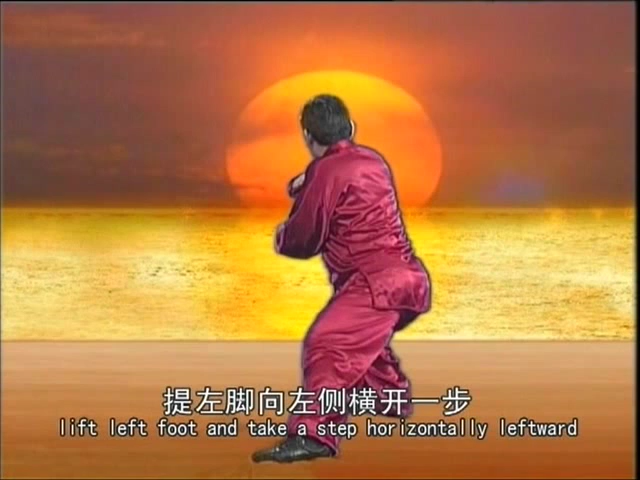 提左脚向左侧横开一步
lift left foot and take a step horizontally leftward